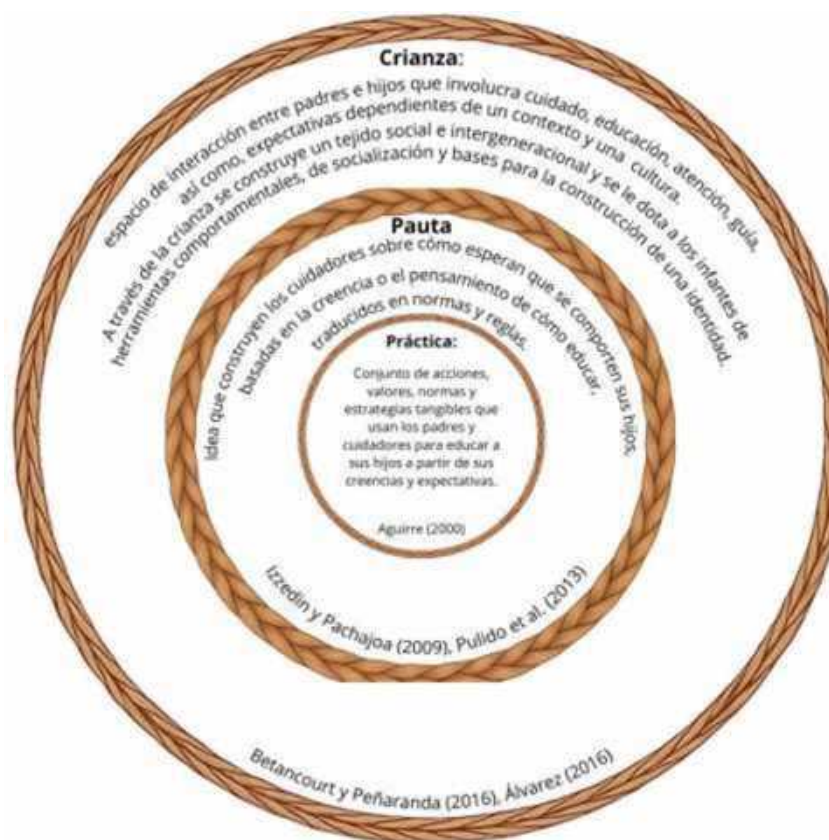 Crianza:
espacio de interacción entre padres e hijos que involucra cuidado, educación, atención, guía,
así como, expectativas dependientes de un contexto y una cultura.
A través de la crianza se construye un tejido social e intergeneracional y se le dota a los infantes de
herramientas comportamentales, de socialización y bases para la construcción de una identidad.
Pauta
Idea que construyen los cuidadores sobre cómo esperan que se comporten sus hijos,
basadas en la creencia o el pensamiento de cómo educar,
traducidos en normas y reglas.
Práctica:
Conjunto de acciones,
valores, normas y
estrategias tangibles que
usan los padres y
cuidadores para educar a
sus hijos a partir de sus
creencias y expectativas.
Aguirre (2000)
Izzedin y Pachajoa (2009), Pulido et al. (2013)
Betancourt y Peñaranda (2016), Álvarez (2016)